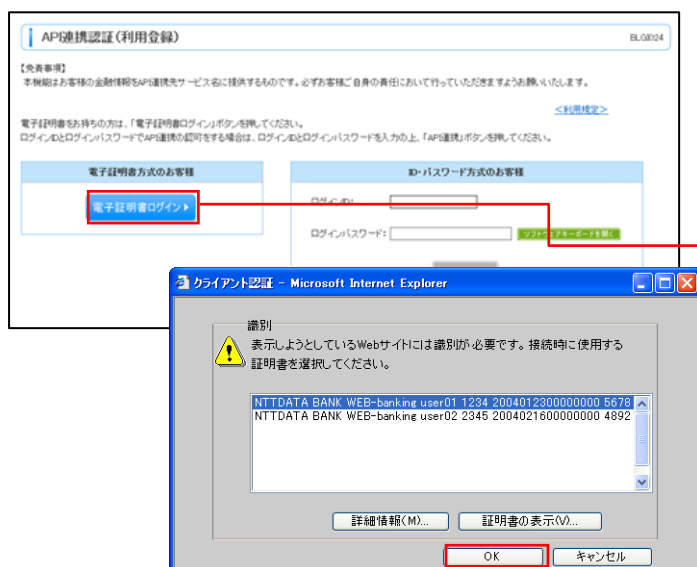 API連携認証(利用登録)
BLGI024
【免責事項】
本機能はお客様の金融情報をAPI連携先サービス名に提供するものです。必ずお客様ご自身の責任において行っていただきますようお願いいたします。
<利用規定>
電子証明書をお持ちの方は、「電子証明書ログイン」ボタンを押してください。
ログインIDとログインパスワードでAPI連携の認可をする場合は、ログインIDとログインパスワードを入力の上、「API連携」ボタンを押してください。
電子証明書方式のお客様
ID・パスワード方式のお客様
電子証明書ログイン
ログインID:
ログインパスワード:
ソフトウェアキーボードを開く
クライアント認証 - Microsoft Internet Explorer
識別
表示しようとしているWebサイトには識別が必要です。接続時に使用する
証明書を選択してください。
NTTDATA BANK WEB-banking user01 1234 2004012300000000 5678
NTTDATA BANK WEB-banking user02 2345 2004021600000000 4892
詳細情報(M)...
証明書の表示(V)...
OK
キャンセル